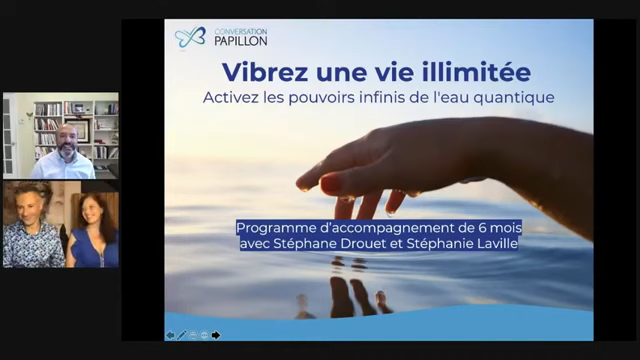 CONVERSATION
PAPILLON
Vibrez une vie illimitée
Activez les pouvoirs infinis de l'eau quantique
Programme d'accompagnement de 6 mois
avec Stéphane Drouet et Stéphanie Laville